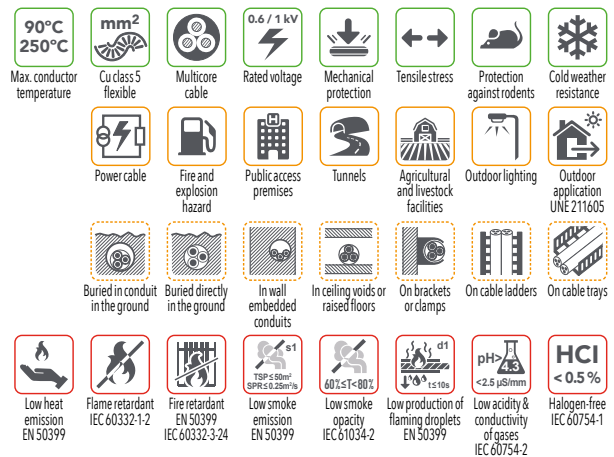 90ºC
250ºC
mm²
0.6 / 1 kV
Max. conductor
temperature
Cu class 5
flexible
Multicore
cable
Rated voltage
Mechanical
protection
Tensile stress
Protection
against rodents
Cold weather
resistance
H
Power cable
Fire and
explosion
hazard
Public access
premises
Tunnels
Agricultural
and livestock
facilities
Outdoor lighting
Outdoor
application
UNE 211605
Buried in conduit
in the ground
Buried directly
in the ground
In wall
embedded
conduits
In ceiling voids or
raised floors
On brackets
or clamps
On cable ladders
On cable trays
s1
TSP≤50m²
SPR≤0.25m²/s
60%≤T<80%
d1
t≤10s
pH>
4.3
<2.5 µS/mm
HCl
< 0.5 %
Low heat
emission
EN 50399
Flame retardant
IEC 60332-1-2
Fire retardant
EN 50399
IEC 60332-3-24
Low smoke
emission
EN 50399
Low smoke
opacity
IEC 61034-2
Low production of
flaming droplets
EN 50399
Low acidity &
conductivity
of gases
IEC 60754-2
Halogen-free
IEC 60754-1